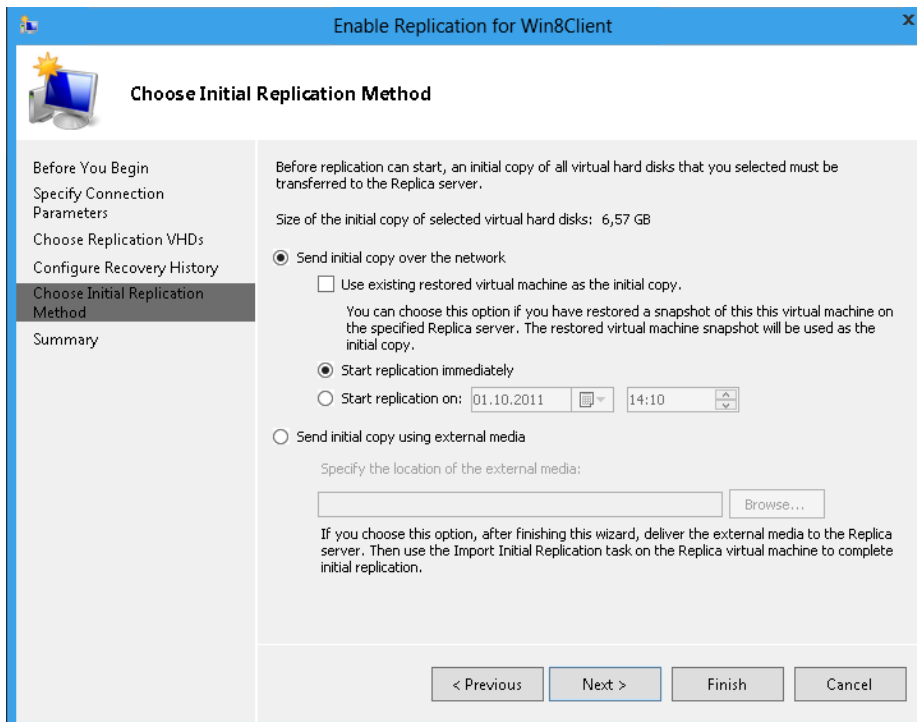 Enable Replication for Win8Client
x
Choose Initial Replication Method
Before You Begin
Specify Connection
Parameters
Choose Replication VHDs
Configure Recovery History
Choose Initial Replication
Method
Summary
Before replication can start, an initial copy of all virtual hard disks that you selected must be
transferred to the Replica server.
Size of the initial copy of selected virtual hard disks: 6,57 GB
Send initial copy over the network
Use existing restored virtual machine as the initial copy.
You can choose this option if you have restored a snapshot of this this virtual machine on
the specified Replica server. The restored virtual machine snapshot will be used as the
initial copy.
Start replication immediately
Start replication on: 01.10.2011 14:10
Send initial copy using external media
Specify the location of the external media:
Browse...
If you choose this option, after finishing this wizard, deliver the external media to the Replica
server. Then use the Import Initial Replication task on the Replica virtual machine to complete
initial replication.
< Previous Next > Finish Cancel